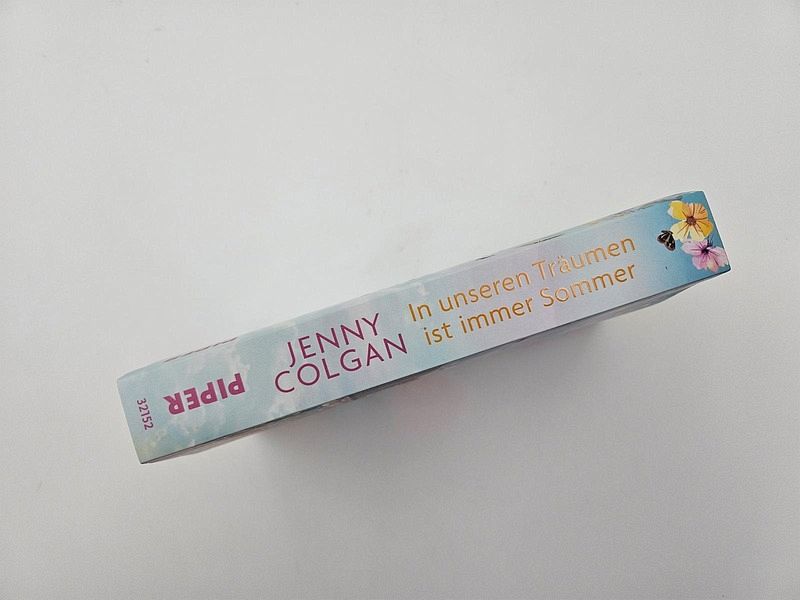 32152
PIPER
JENNY
COLGAN
In unseren Träumen
ist immer Sommer